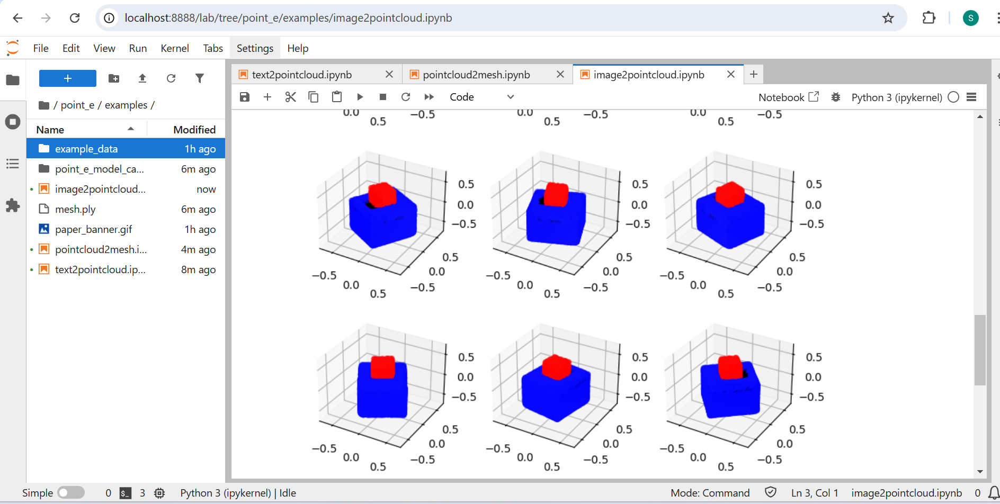 localhost:8888/lab/tree/point_e/examples/image2pointcloud.ipynb
S
File Edit View Run Kernel Tabs Settings Help
text2pointcloud.ipynb
pointcloud2mesh.ipynb
image2pointcloud.ipynb
Code
Notebook
Python 3 (ipykernel)
/ point_e / examples /
Name Modified
example_data 1h ago
point_e_model_ca... 6m ago
image2pointcloud... now
mesh.ply 6m ago
paper_banner.gif 1h ago
pointcloud2mesh.i... 4m ago
text2pointcloud.ip... 8m ago
0.0 −0.5 0.0 −0.5 0.0 −0.5
0.5 0.5 0.5
0.5 0.5 0.5
0.0 0.0 0.0
−0.5 −0.5 −0.5
0.5 0.5 0.5
−0.5 0.0 −0.5 0.0 −0.5 0.0
0.0 −0.5 0.0 −0.5 0.0 −0.5
0.5 0.5 0.5
0.5 0.5 0.5
0.0 0.0 0.0
−0.5 −0.5 −0.5
0.5 0.5 0.5
−0.5 0.0 −0.5 0.0 −0.5 0.0
0.0 −0.5 0.0 −0.5 0.0 −0.5
0.5 0.5 0.5
Simple 0 $_ 3 Python 3 (ipykernel) | Idle Mode: Command Ln 3, Col 1 image2pointcloud.ipynb 0